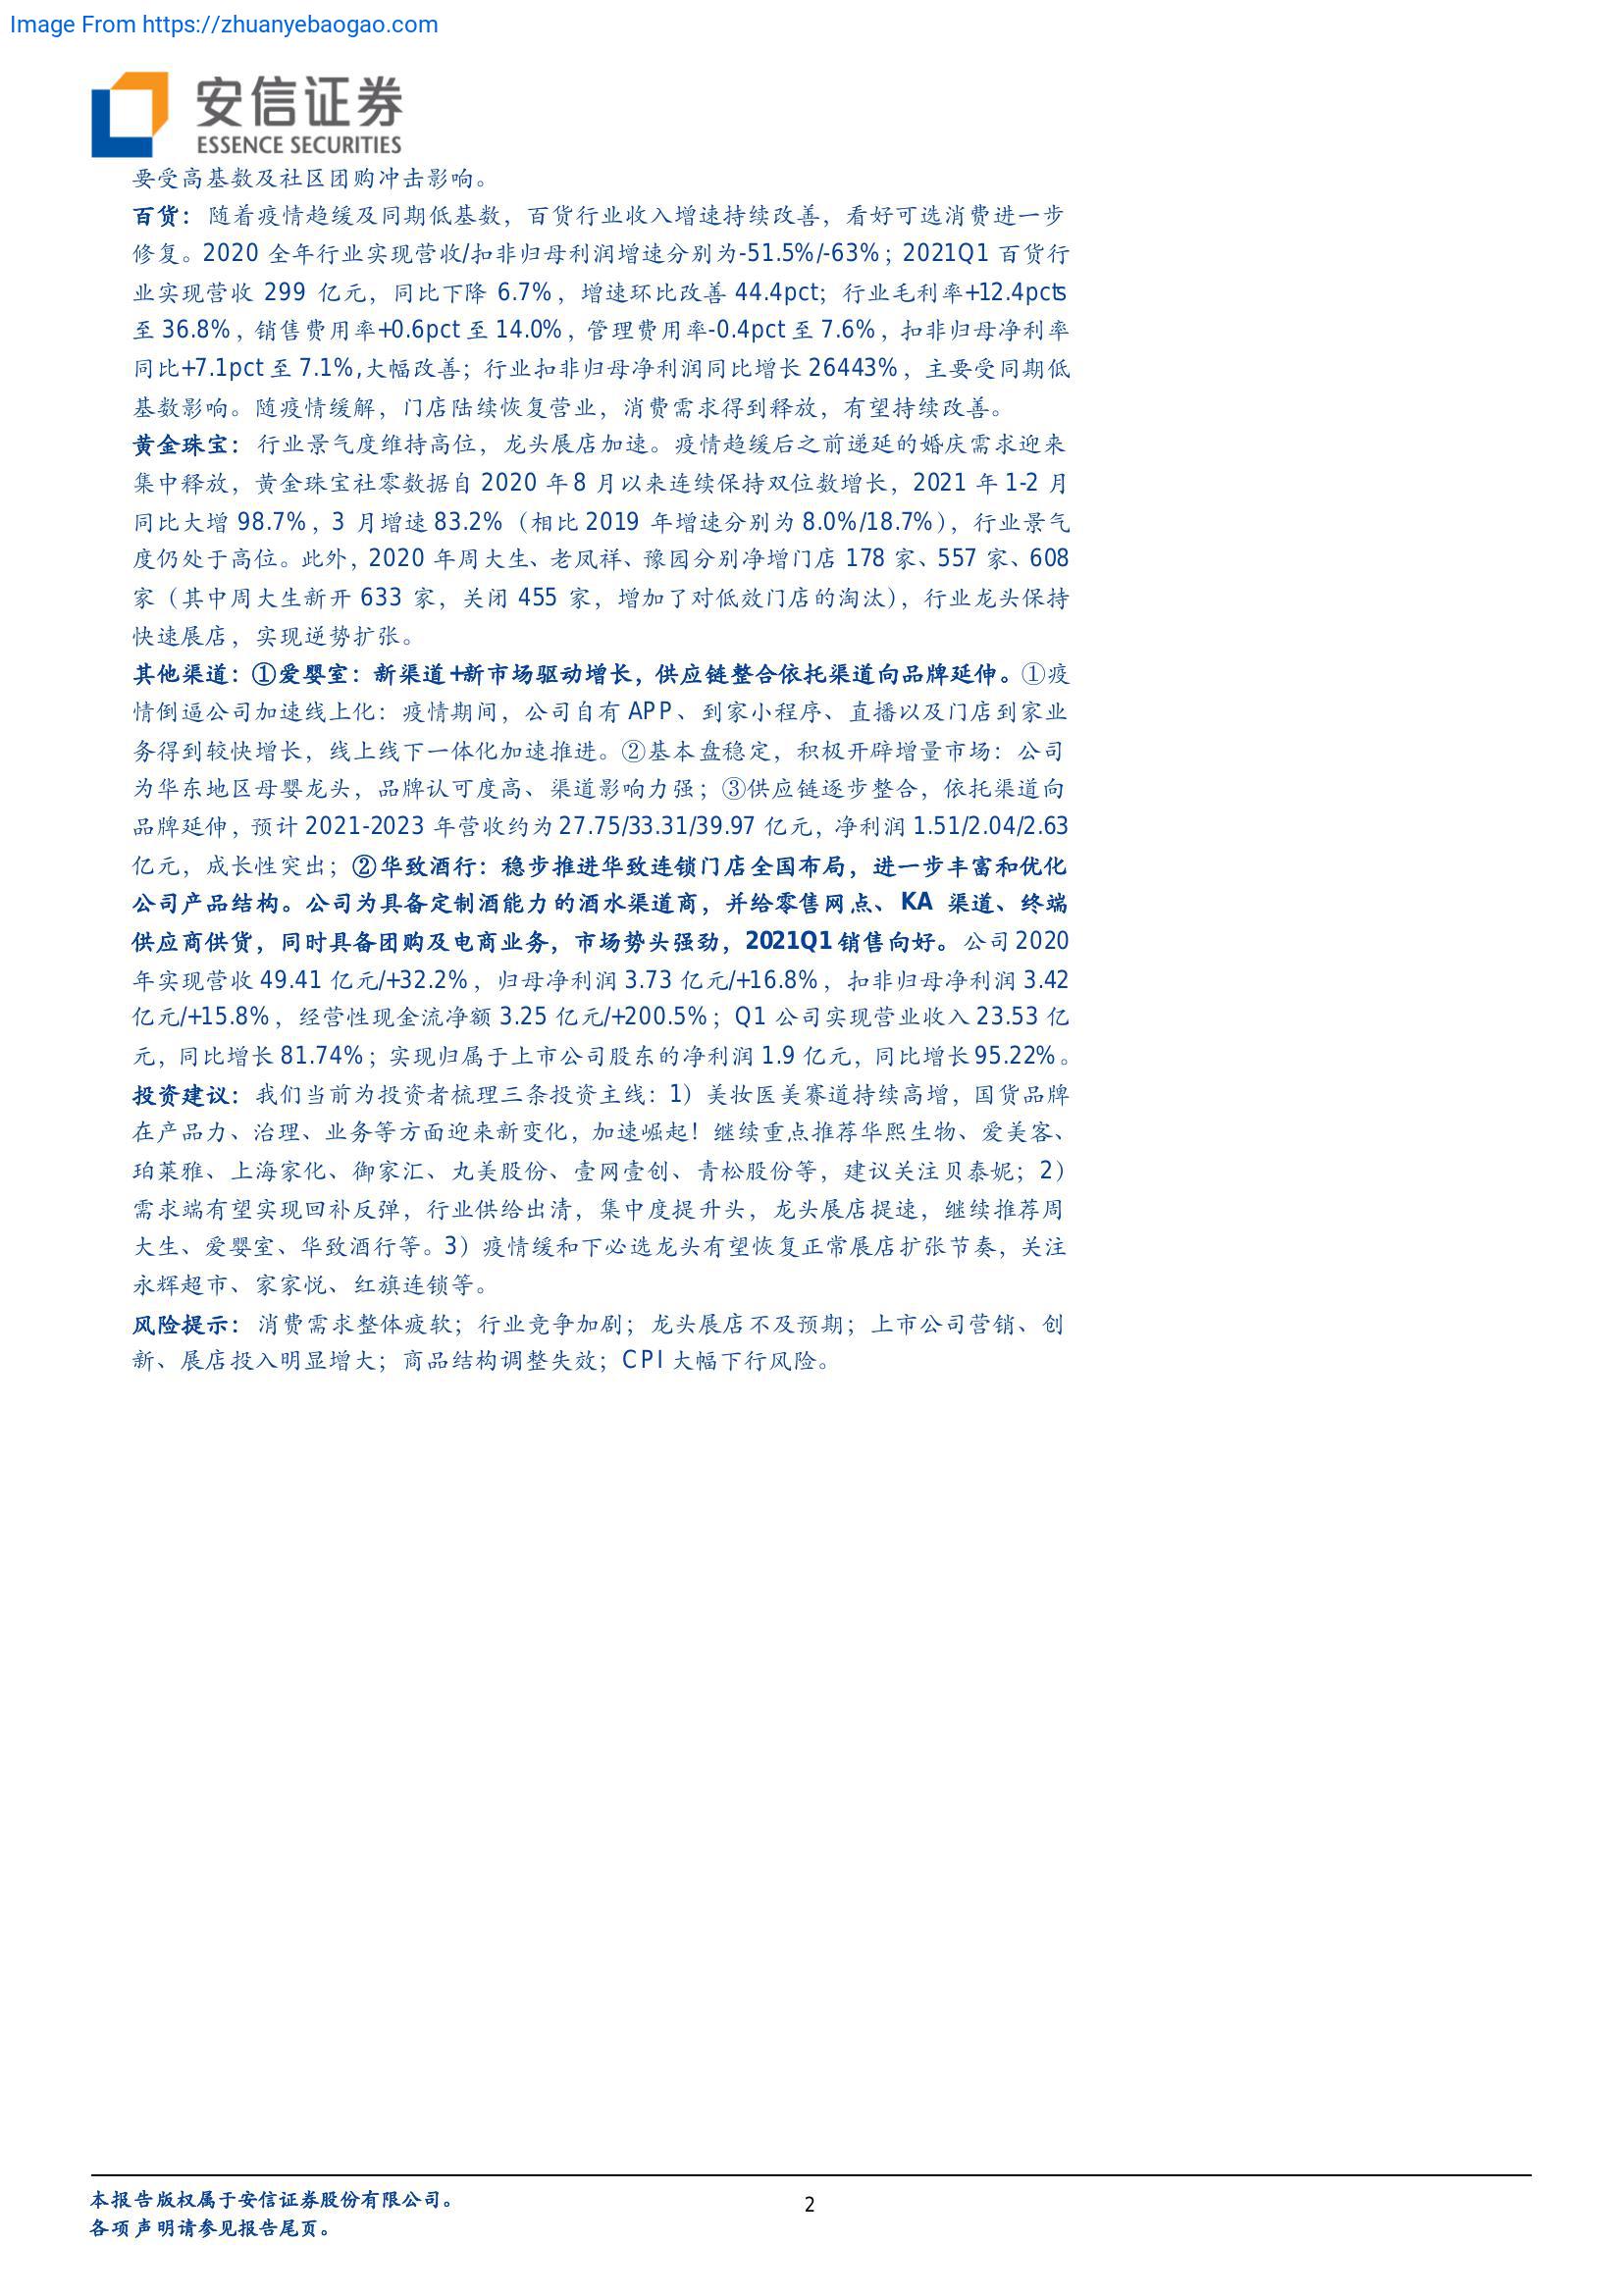 Image From https://zhuanyebaogao.com
安信证券
ESSENCE SECURITIES
要受高基数及社区团购冲击影响。
百货：随着疫情趋缓及同期低基数，百货行业收入增速持续改善，看好可选消费进一步
修复。2020 全年行业实现营收/扣非归母利润增速分别为-51.5%/-63%；2021Q1 百货行
业实现营收 299 亿元，同比下降 6.7%，增速环比改善 44.4pct；行业毛利率+12.4pcts
至 36.8%，销售费用率+0.6pct 至 14.0%，管理费用率-0.4pct 至 7.6%，扣非归母净利率
同比+7.1pct 至 7.1%,大幅改善；行业扣非归母净利润同比增长 26443%，主要受同期低
基数影响。随疫情缓解，门店陆续恢复营业，消费需求得到释放，有望持续改善。
黄金珠宝：行业景气度维持高位，龙头展店加速。疫情趋缓后之前递延的婚庆需求迎来
集中释放，黄金珠宝社零数据自 2020 年 8 月以来连续保持双位数增长，2021 年 1-2 月
同比大增 98.7%，3 月增速 83.2%（相比 2019 年增速分别为 8.0%/18.7%），行业景气
度仍处于高位。此外，2020 年周大生、老凤祥、豫园分别净增门店 178 家、557 家、608
家（其中周大生新开 633 家，关闭 455 家，增加了对低效门店的淘汰），行业龙头保持
快速展店，实现逆势扩张。
其他渠道：①爱婴室：新渠道+新市场驱动增长，供应链整合依托渠道向品牌延伸。①疫
情倒逼公司加速线上化：疫情期间，公司自有 APP、到家小程序、直播以及门店到家业
务得到较快增长，线上线下一体化加速推进。②基本盘稳定，积极开辟增量市场：公司
为华东地区母婴龙头，品牌认可度高、渠道影响力强；③供应链逐步整合，依托渠道向
品牌延伸，预计 2021-2023 年营收约为 27.75/33.31/39.97 亿元，净利润 1.51/2.04/2.63
亿元，成长性突出；②华致酒行：稳步推进华致连锁门店全国布局，进一步丰富和优化
公司产品结构。公司为具备定制酒能力的酒水渠道商，并给零售网点、KA 渠道、终端
供应商供货，同时具备团购及电商业务，市场势头强劲，2021Q1 销售向好。公司 2020
年实现营收 49.41 亿元/+32.2%，归母净利润 3.73 亿元/+16.8%，扣非归母净利润 3.42
亿元/+15.8%，经营性现金流净额 3.25 亿元/+200.5%；Q1 公司实现营业收入 23.53 亿
元，同比增长 81.74%；实现归属于上市公司股东的净利润 1.9 亿元，同比增长 95.22%。
投资建议：我们当前为投资者梳理三条投资主线：1）美妆医美赛道持续高增，国货品牌
在产品力、治理、业务等方面迎来新变化，加速崛起！继续重点推荐华熙生物、爱美客、
珀莱雅、上海家化、御家汇、丸美股份、壹网壹创、青松股份等，建议关注贝泰妮；2）
需求端有望实现回补反弹，行业供给出清，集中度提升头，龙头展店提速，继续推荐周
大生、爱婴室、华致酒行等。3）疫情缓和下必选龙头有望恢复正常展店扩张节奏，关注
永辉超市、家家悦、红旗连锁等。
风险提示：消费需求整体疲软；行业竞争加剧；龙头展店不及预期；上市公司营销、创
新、展店投入明显增大；商品结构调整失效；CPI 大幅下行风险。
本报告版权属于安信证券股份有限公司。
2
各项声明请参见报告尾页。